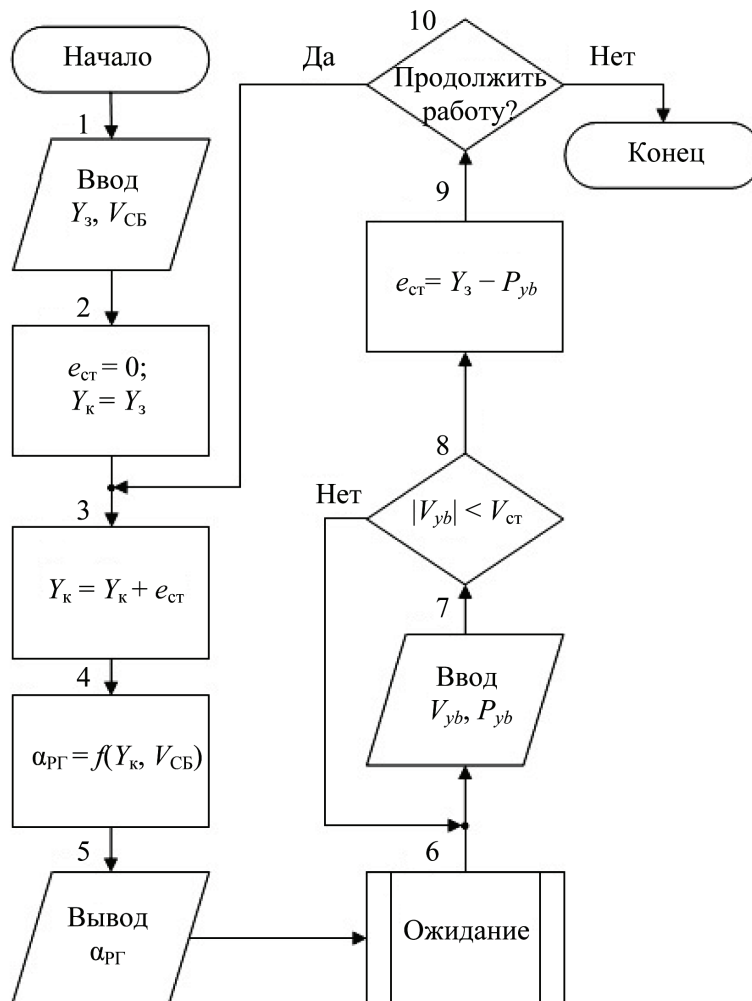 Начало
1
Ввод
Yз, VСБ
2
eст = 0;
Yк = Yз
3
Yк = Yк + eст
4
αРГ = f(Yк, VСБ)
5
Вывод
αРГ
6
Ожидание
7
Ввод
Vyb, Pyb
8
|Vyb| < Vст
Нет
9
eст = Yз − Pyb
10
Продолжить
работу?
Да
Нет
Конец